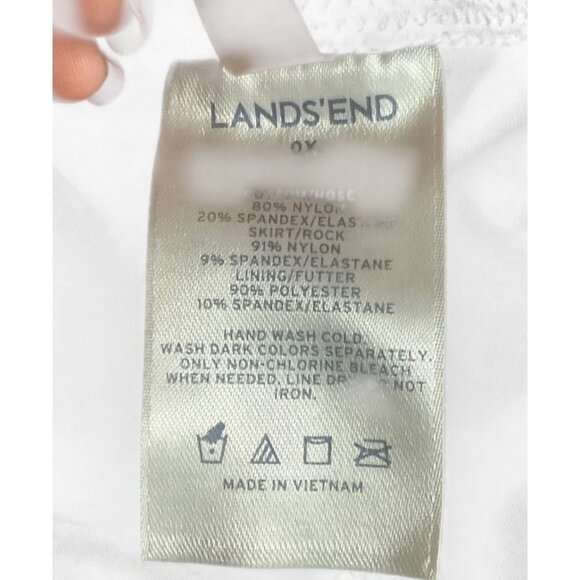 LANDS'END
0X
80% NYLON
20% SPANDEX/ELAS
SKIRT/ROCK
91% NYLON
9% SPANDEX/ELASTANE
LINING/FUTTER
90% POLYESTER
10% SPANDEX/ELASTANE
HAND WASH COLD.
WASH DARK COLORS SEPARATELY.
ONLY NON-CHLORINE BLEACH
WHEN NEEDED. LINE NOT
IRON.
MADE IN VIETNAM